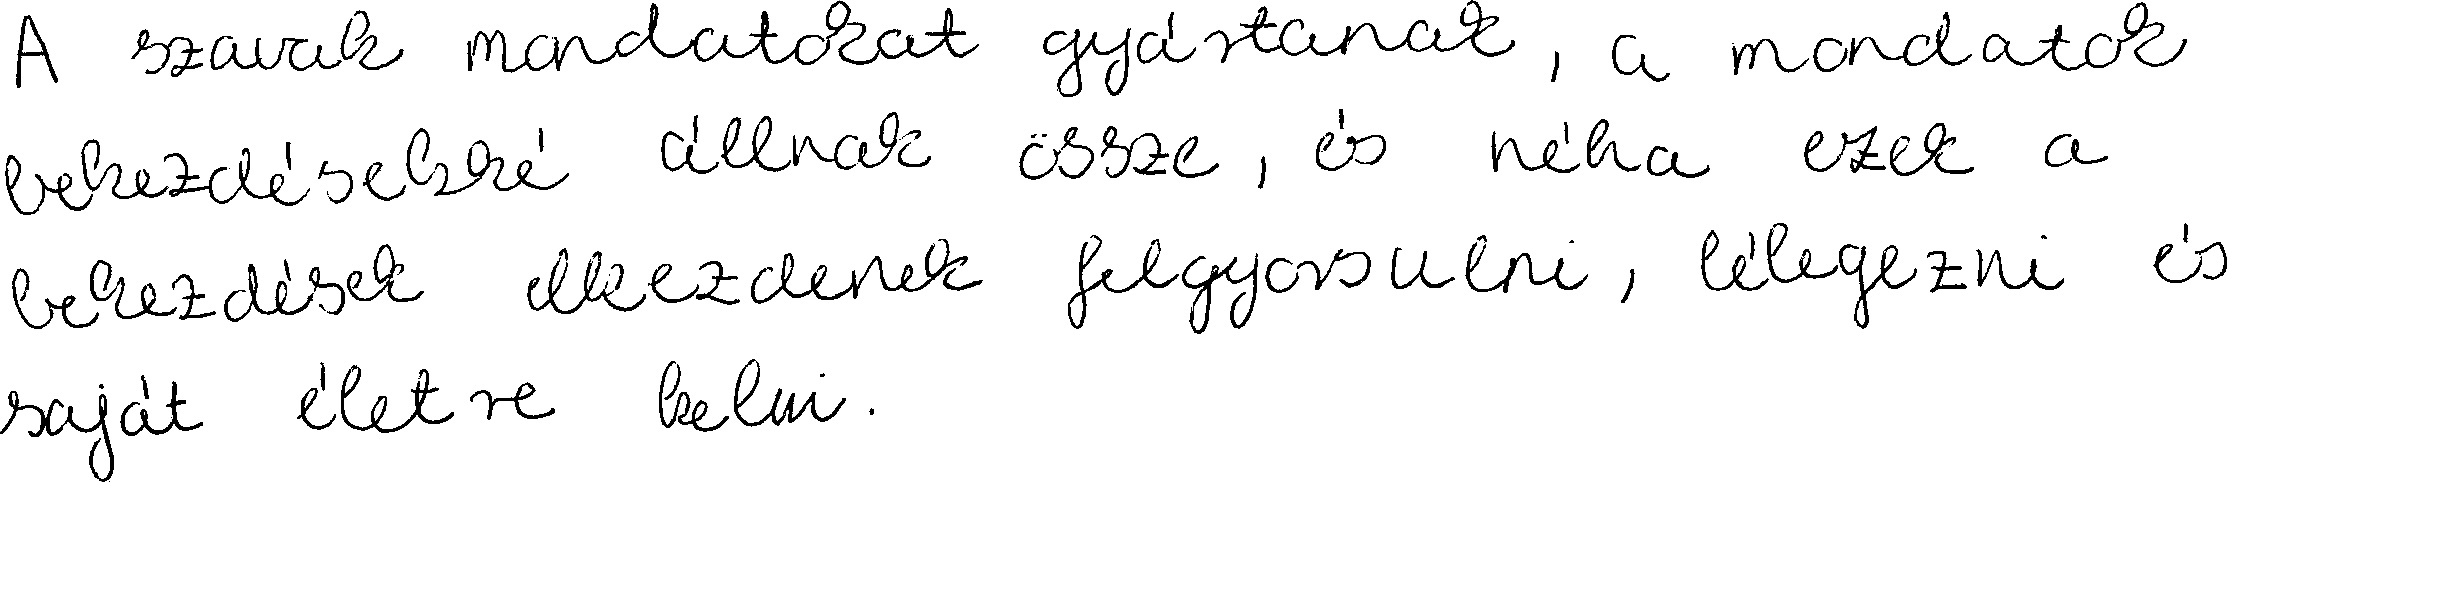 A szavak mondatokat gyártanak, a mondatok
bekezdésekké állnak össze, és néha ezek a
bekezdések elkezdenek felgyorsulni, lélegezni és
saját életre kelni.